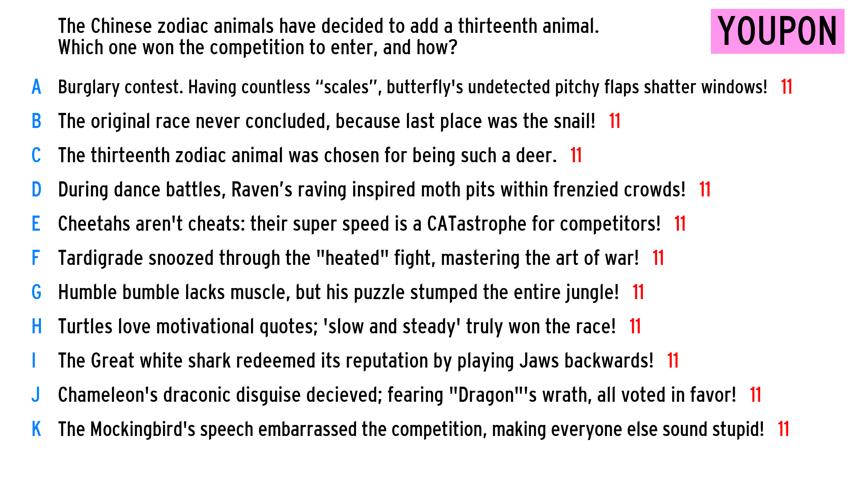 The Chinese zodiac animals have decided to add a thirteenth animal.
Which one won the competition to enter, and how?
YOUPON
A Burglary contest. Having countless “scales”, butterfly's undetected pitchy flaps shatter windows! 11
B The original race never concluded, because last place was the snail! 11
C The thirteenth zodiac animal was chosen for being such a deer. 11
D During dance battles, Raven’s raving inspired moth pits within frenzied crowds! 11
E Cheetahs aren't cheats: their super speed is a CATastrophe for competitors! 11
F Tardigrade snoozed through the "heated" fight, mastering the art of war! 11
G Humble bumble lacks muscle, but his puzzle stumped the entire jungle! 11
H Turtles love motivational quotes; 'slow and steady' truly won the race! 11
I The Great white shark redeemed its reputation by playing Jaws backwards! 11
J Chameleon's draconic disguise decieved; fearing "Dragon"'s wrath, all voted in favor! 11
K The Mockingbird's speech embarrassed the competition, making everyone else sound stupid! 11